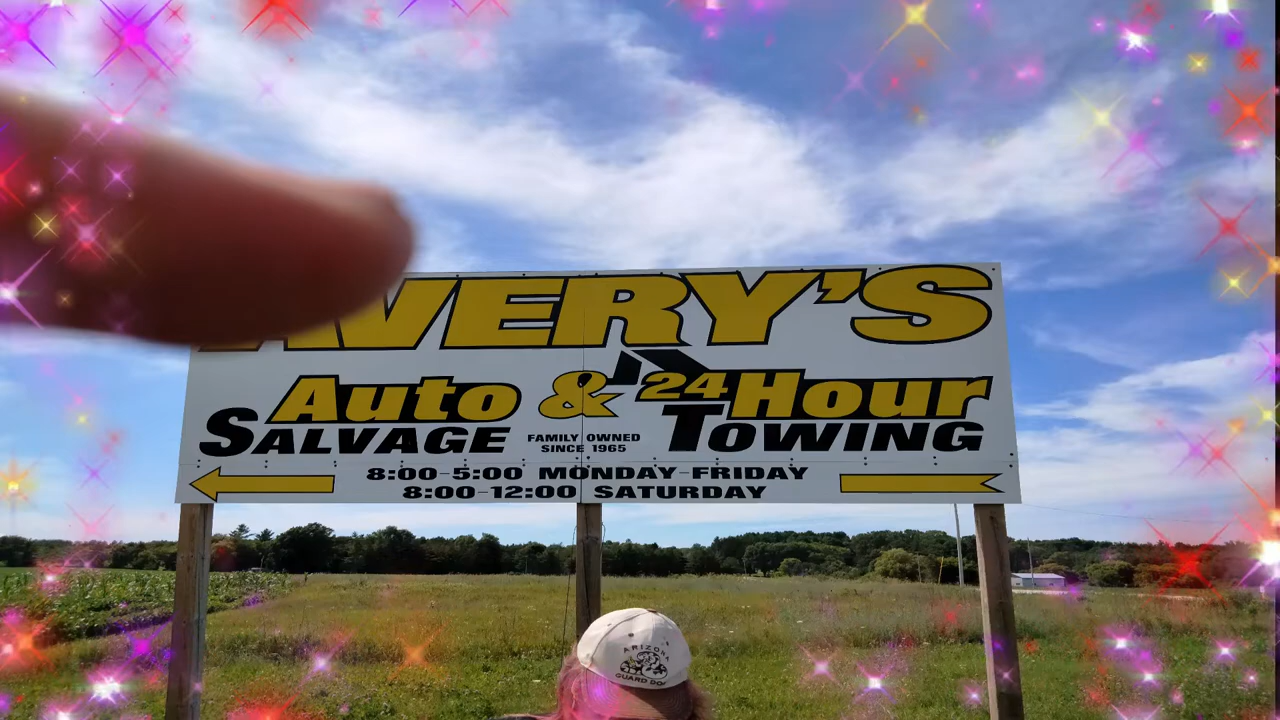 AVERY'S
Auto & 24 Hour
SALVAGE TOWING
FAMILY OWNED
SINCE 1965
8:00-5:00 MONDAY-FRIDAY
8:00-12:00 SATURDAY
ARIZONA
GUARD DOG